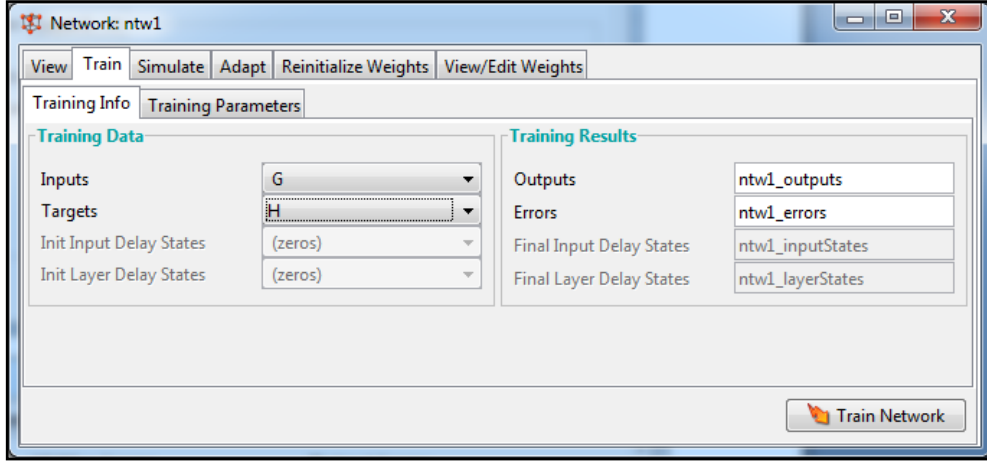 Network: ntw1
View Train Simulate Adapt Reinitialize Weights View/Edit Weights
Training Info Training Parameters
Training Data
Inputs G
Targets H
Init Input Delay States (zeros)
Init Layer Delay States (zeros)
Training Results
Outputs ntw1_outputs
Errors ntw1_errors
Final Input Delay States ntw1_inputStates
Final Layer Delay States ntw1_layerStates
Train Network